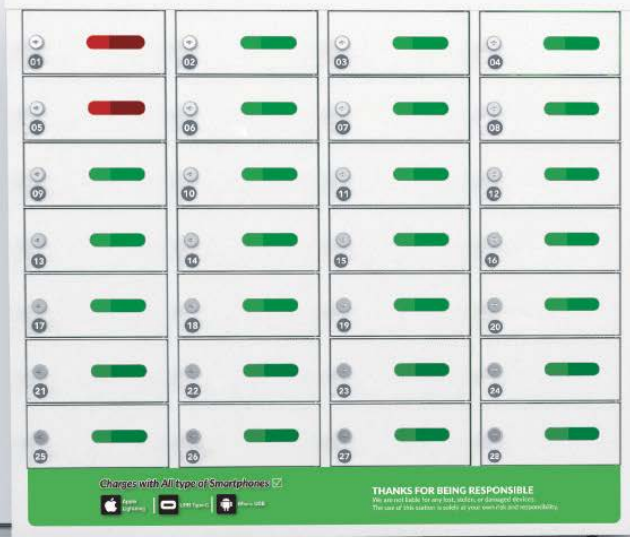 01 02 03 04
05 06 07 08
09 10 11 12
13 14 15 16
17 18 19 20
21 22 23 24
25 26 27 28
Charges with All type of Smartphones
Apple
Lightning
USB Type-C
Micro USB
THANKS FOR BEING RESPONSIBLE
We are not liable for any lost, stolen, or damaged devices.
The use of this station is solely at your own risk and responsibility.